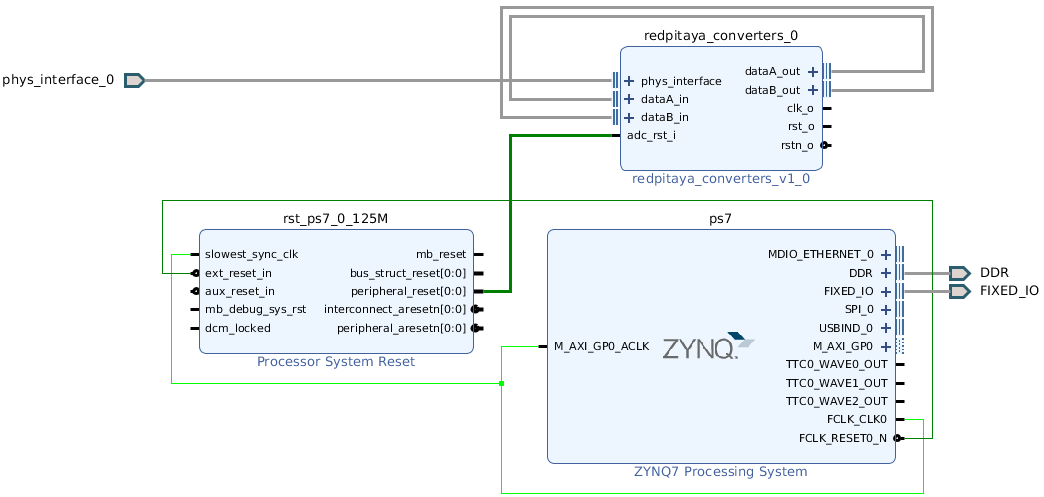 redpitaya_converters_0
phys_interface_0
phys_interface
dataA_in
dataB_in
adc_rst_i
dataA_out
dataB_out
clk_o
rst_o
rstn_o
redpitaya_converters_v1_0
rst_ps7_0_125M
slowest_sync_clk
ext_reset_in
aux_reset_in
mb_debug_sys_rst
dcm_locked
mb_reset
bus_struct_reset[0:0]
peripheral_reset[0:0]
interconnect_aresetn[0:0]
peripheral_aresetn[0:0]
Processor System Reset
ps7
M_AXI_GP0_ACLK
ZYNQ
MDIO_ETHERNET_0
DDR
FIXED_IO
SPI_0
USBIND_0
M_AXI_GP0
TTC0_WAVE0_OUT
TTC0_WAVE1_OUT
TTC0_WAVE2_OUT
FCLK_CLK0
FCLK_RESET0_N
ZYNQ7 Processing System
DDR
FIXED_IO